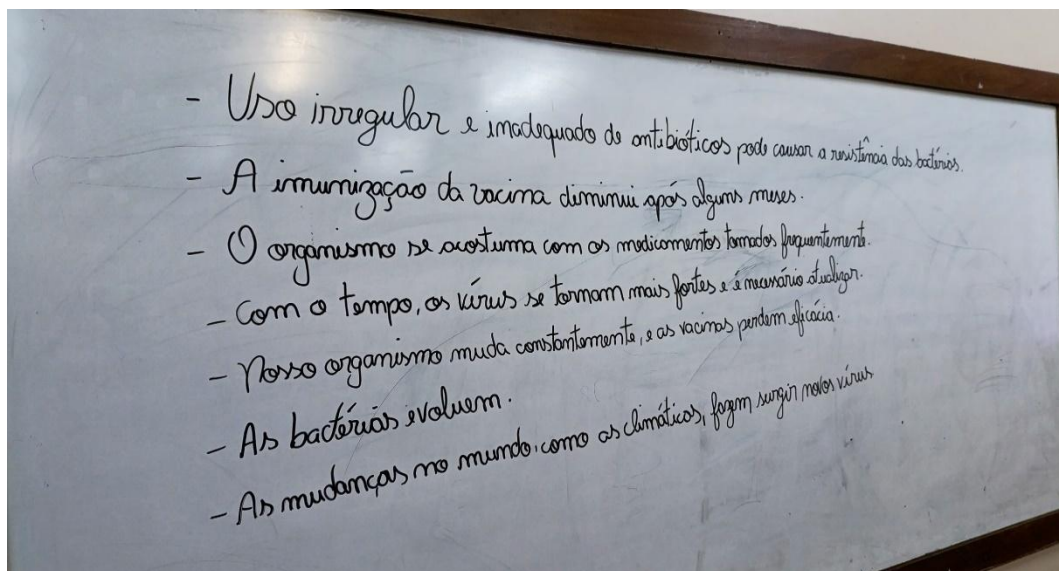 - Uso irregular e inadequado de antibióticos pode causar a resistência das bactérias.
- A imunização da vacina diminui após alguns meses.
- O organismo se acostuma com os medicamentos tomados frequentemente.
- Com o tempo, os vírus se tornam mais fortes e é necessário atualizar.
- Nosso organismo muda constantemente, e as vacinas perdem eficácia.
- As bactérias evoluem.
- As mudanças no mundo, como as climáticas, fazem surgir novos vírus